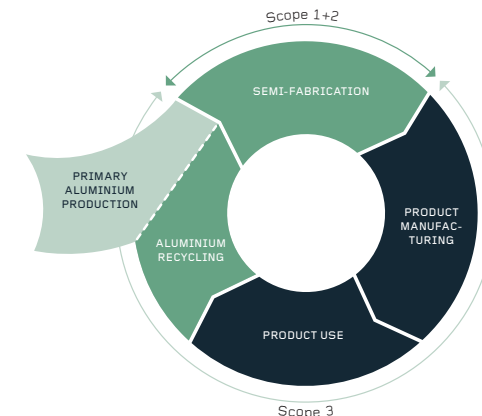 Scope 1+2
SEMI-FABRICATION
PRIMARY
ALUMINIUM
PRODUCTION
PRODUCT
MANUFAC-
TURING
ALUMINIUM
RECYCLING
PRODUCT USE
Scope 3